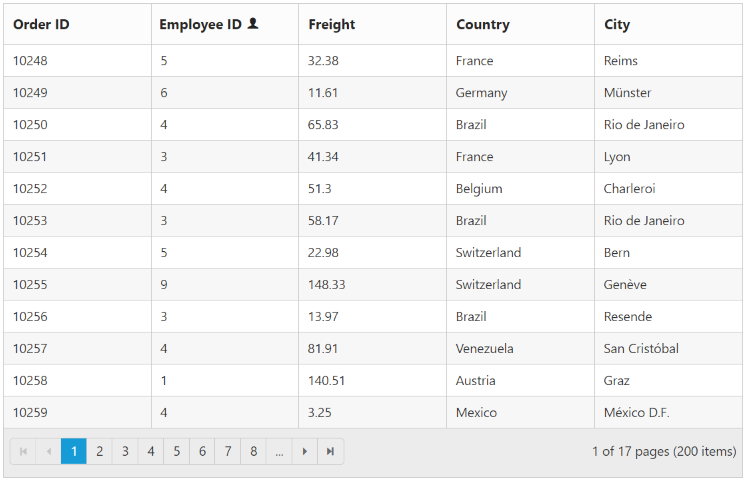 Order ID Employee ID Freight Country City
10248 5 32.38 France Reims
10249 6 11.61 Germany Münster
10250 4 65.83 Brazil Rio de Janeiro
10251 3 41.34 France Lyon
10252 4 51.3 Belgium Charleroi
10253 3 58.17 Brazil Rio de Janeiro
10254 5 22.98 Switzerland Bern
10255 9 148.33 Switzerland Genève
10256 3 13.97 Brazil Resende
10257 4 81.91 Venezuela San Cristóbal
10258 1 140.51 Austria Graz
10259 4 3.25 Mexico México D.F.
1 2 3 4 5 6 7 8 ... 1 of 17 pages (200 items)